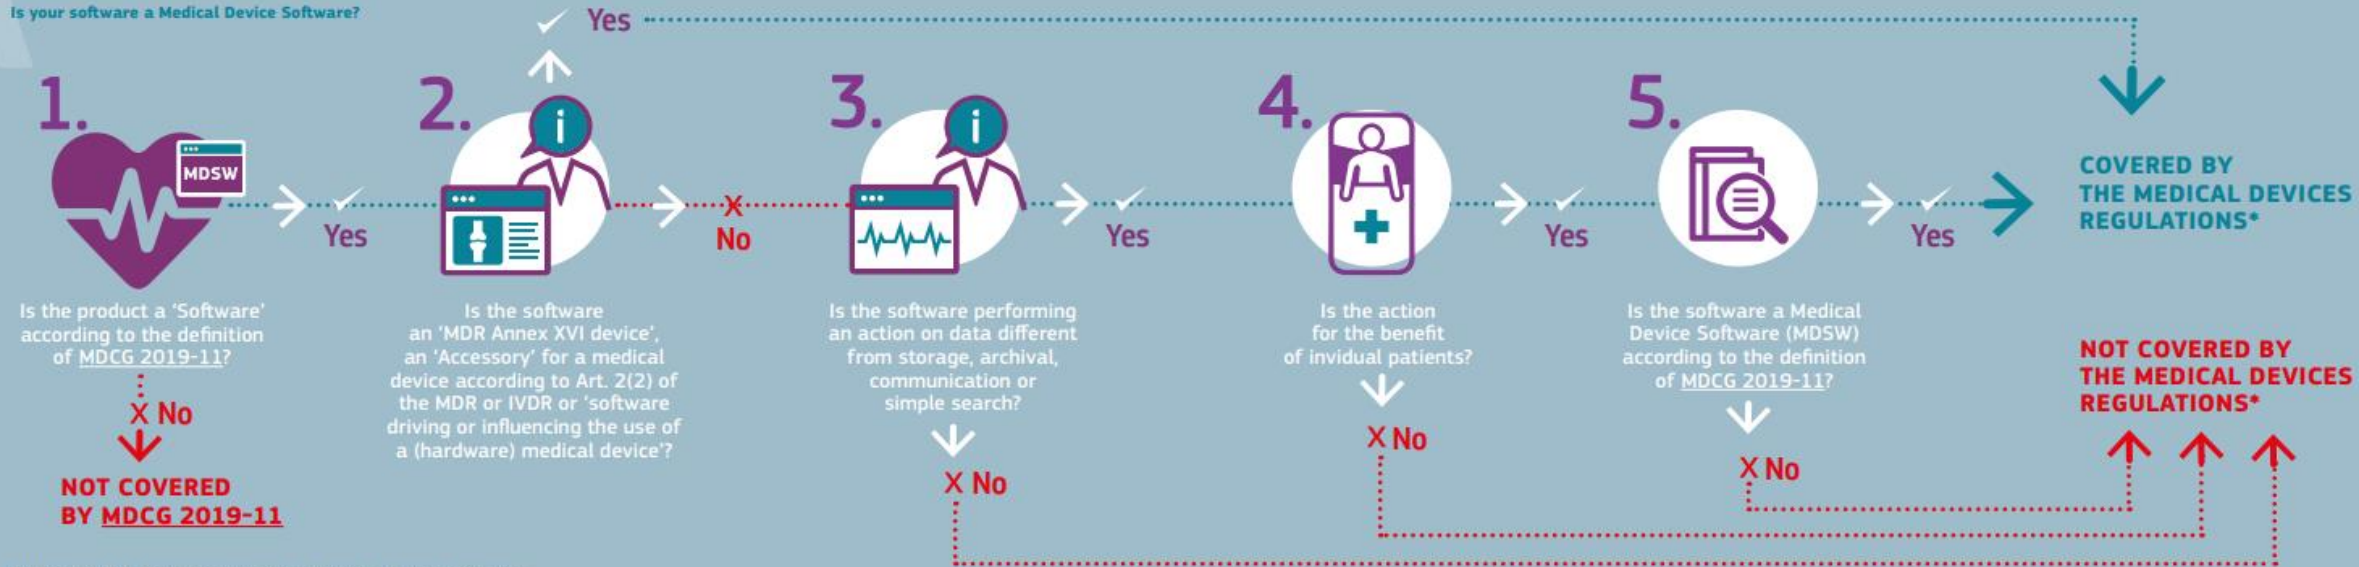 Is your software a Medical Device Software?
Yes
1.
MDSW
Yes
Is the product a 'Software'
according to the definition
of MDCG 2019-11?
X No
NOT COVERED
BY MDCG 2019-11
2.
i
X
No
Is the software
an 'MDR Annex XVI device',
an 'Accessory' for a medical
device according to Art. 2(2) of
the MDR or IVDR or 'software
driving or influencing the use of
a (hardware) medical device'?
3.
i
Yes
Is the software performing
an action on data different
from storage, archival,
communication or
simple search?
X No
4.
Yes
Is the action
for the benefit
of invidual patients?
X No
5.
Yes
Is the software a Medical
Device Software (MDSW)
according to the definition
of MDCG 2019-11?
X No
COVERED BY
THE MEDICAL DEVICES
REGULATIONS*
NOT COVERED BY
THE MEDICAL DEVICES
REGULATIONS*